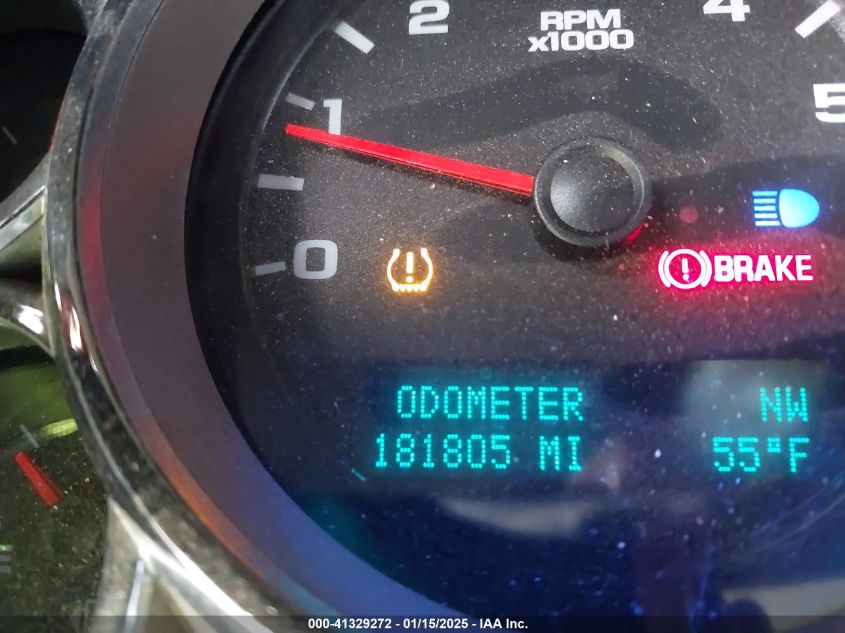 2
RPM
x1000
4
1
5
0
BRAKE
ODOMETER
181805 MI
NW
55°F
000-41329272 - 01/15/2025 - IAA Inc.